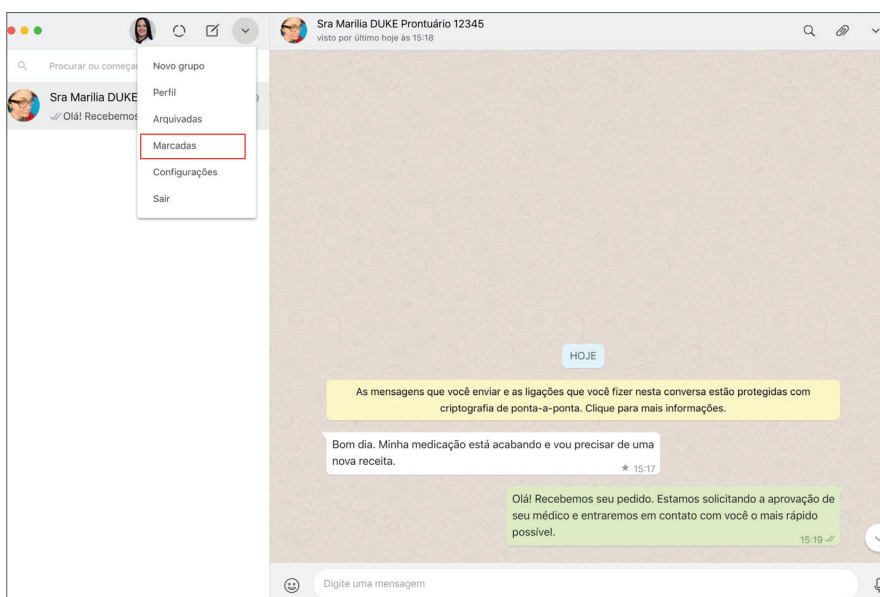 Procurar ou começar
Sra Marilia DUKE
Olá! Recebemos
Novo grupo
Perfil
Arquivadas
Marcadas
Configurações
Sair
Sra Marilia DUKE Prontuário 12345
visto por último hoje às 15:18
HOJE
As mensagens que você enviar e as ligações que você fizer nesta conversa estão protegidas com
criptografia de ponta-a-ponta. Clique para mais informações.
Bom dia. Minha medicação está acabando e vou precisar de uma
nova receita.
15:17
Olá! Recebemos seu pedido. Estamos solicitando a aprovação de
seu médico e entraremos em contato com você o mais rápido
possível.
15:19
Digite uma mensagem